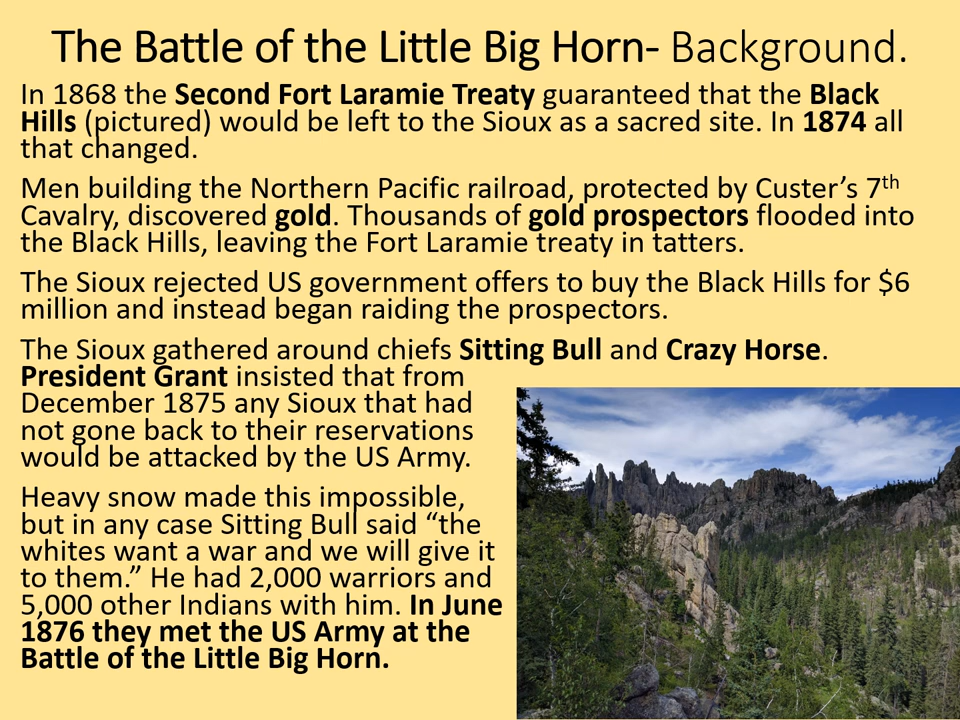 The Battle of the Little Big Horn- Background.
In 1868 the Second Fort Laramie Treaty guaranteed that the Black
Hills (pictured) would be left to the Sioux as a sacred site. In 1874 all
that changed.
Men building the Northern Pacific railroad, protected by Custer’s 7th
Cavalry, discovered gold. Thousands of gold prospectors flooded into
the Black Hills, leaving the Fort Laramie treaty in tatters.
The Sioux rejected US government offers to buy the Black Hills for $6
million and instead began raiding the prospectors.
The Sioux gathered around chiefs Sitting Bull and Crazy Horse.
President Grant insisted that from
December 1875 any Sioux that had
not gone back to their reservations
would be attacked by the US Army.
Heavy snow made this impossible,
but in any case Sitting Bull said “the
whites want a war and we will give it
to them.” He had 2,000 warriors and
5,000 other Indians with him. In June
1876 they met the US Army at the
Battle of the Little Big Horn.